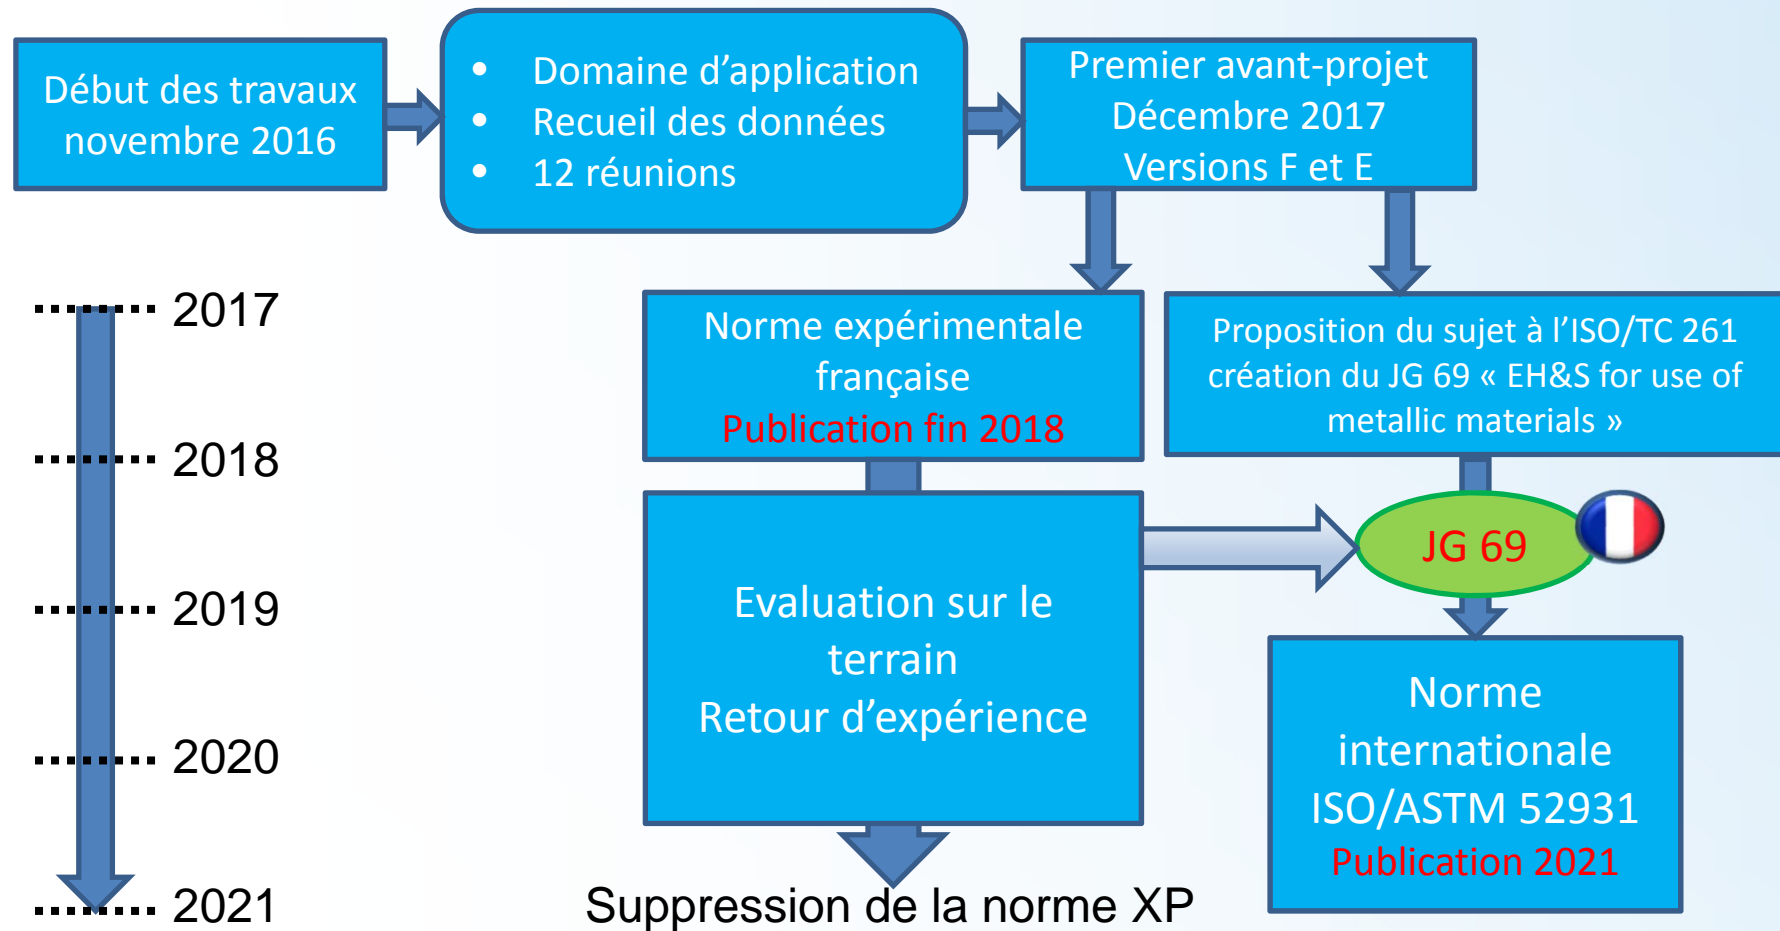 Début des travaux
novembre 2016
• Domaine d’application
• Recueil des données
• 12 réunions
Premier avant-projet
Décembre 2017
Versions F et E
2017
2018
2019
2020
2021
Norme expérimentale
française
Publication fin 2018
Proposition du sujet à l’ISO/TC 261
création du JG 69 « EH&S for use of
metallic materials »
Evaluation sur le
terrain
Retour d’expérience
JG 69
Norme
internationale
ISO/ASTM 52931
Publication 2021
Suppression de la norme XP